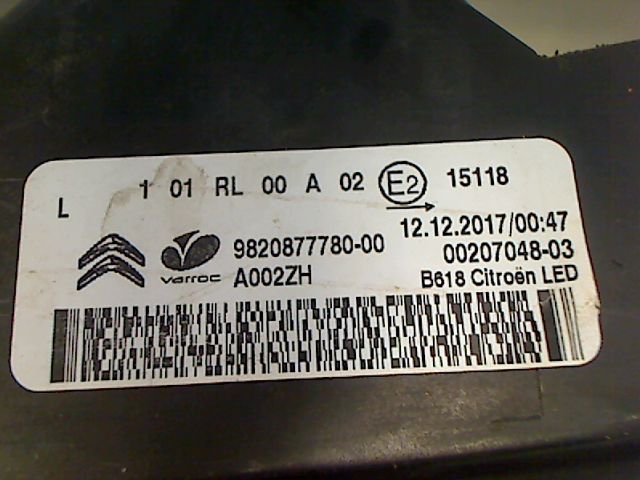 L 1 01 RL 00 A 02 E2 15118
12.12.2017/00:47
varroc 9820877780-00 00207048-03
A002ZH B618 Citroën LED